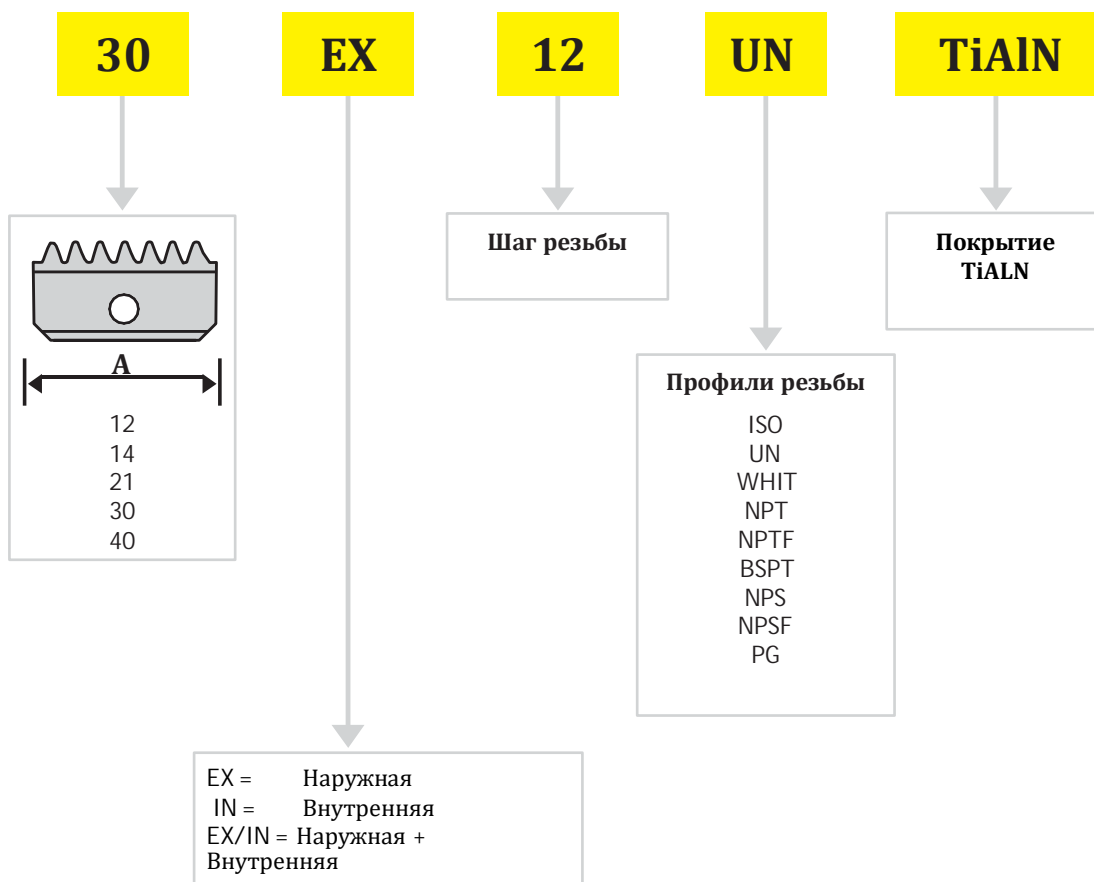 30 EX 12 UN TiAlN
A
12
14
21
30
40
Шаг резьбы
Покрытие
TiALN
Профили резьбы
ISO
UN
WHIT
NPT
NPTF
BSPT
NPS
NPSF
PG
EX = Наружная
IN = Внутренняя
EX/IN = Наружная +
Внутренняя